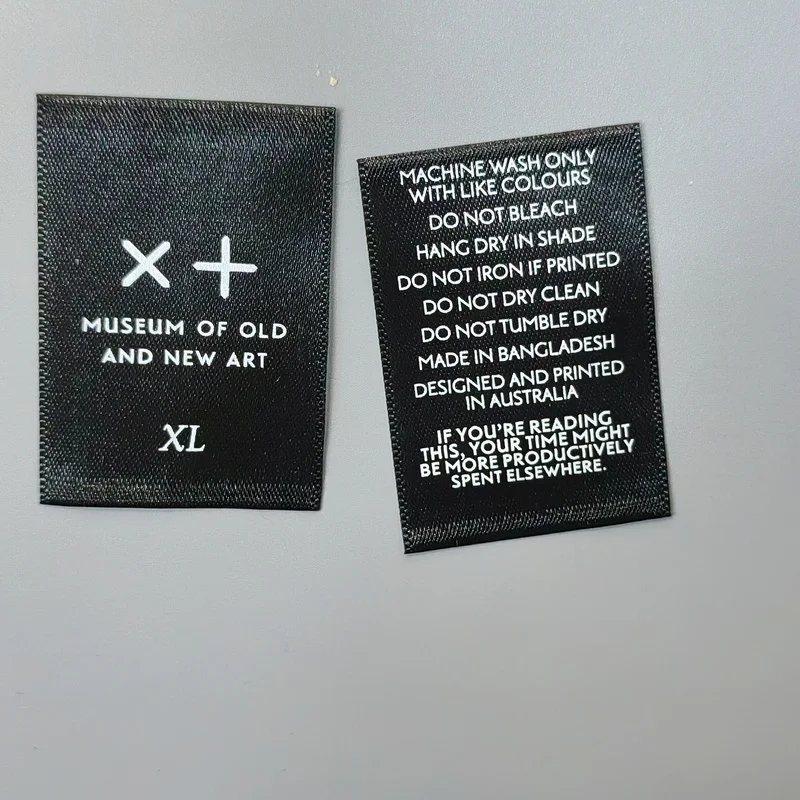 ×+
MUSEUM OF OLD
AND NEW ART
XL
MACHINE WASH ONLY
WITH LIKE COLOURS
DO NOT BLEACH
HANG DRY IN SHADE
DO NOT IRON IF PRINTED
DO NOT DRY CLEAN
DO NOT TUMBLE DRY
MADE IN BANGLADESH
DESIGNED AND PRINTED
IN AUSTRALIA
IF YOU'RE READING
THIS, YOUR TIME MIGHT
BE MORE PRODUCTIVELY
SPENT ELSEWHERE.